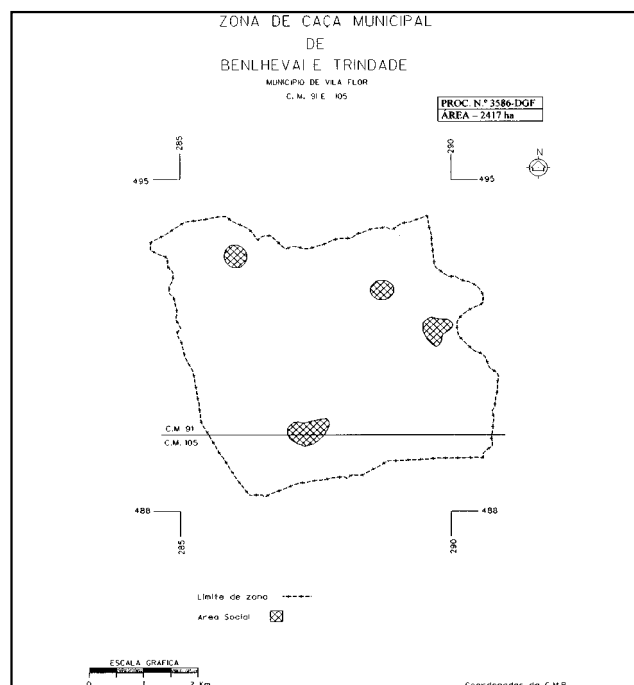 ZONA DE CAÇA MUNICIPAL
DE
BENLHEVAI E TRINDADE
MUNICIPIO DE VILA FLOR
C. M. 91 E 105
PROC. N.º 3586-DGF
ÁREA – 2417 ha
285
290
N
495
495
C.M. 91
C.M. 105
488
488
285
290
Limite de zona
Area Social
ESCALA GRAFICA
0 1 2 Km
Coordenadas da C.M.P.